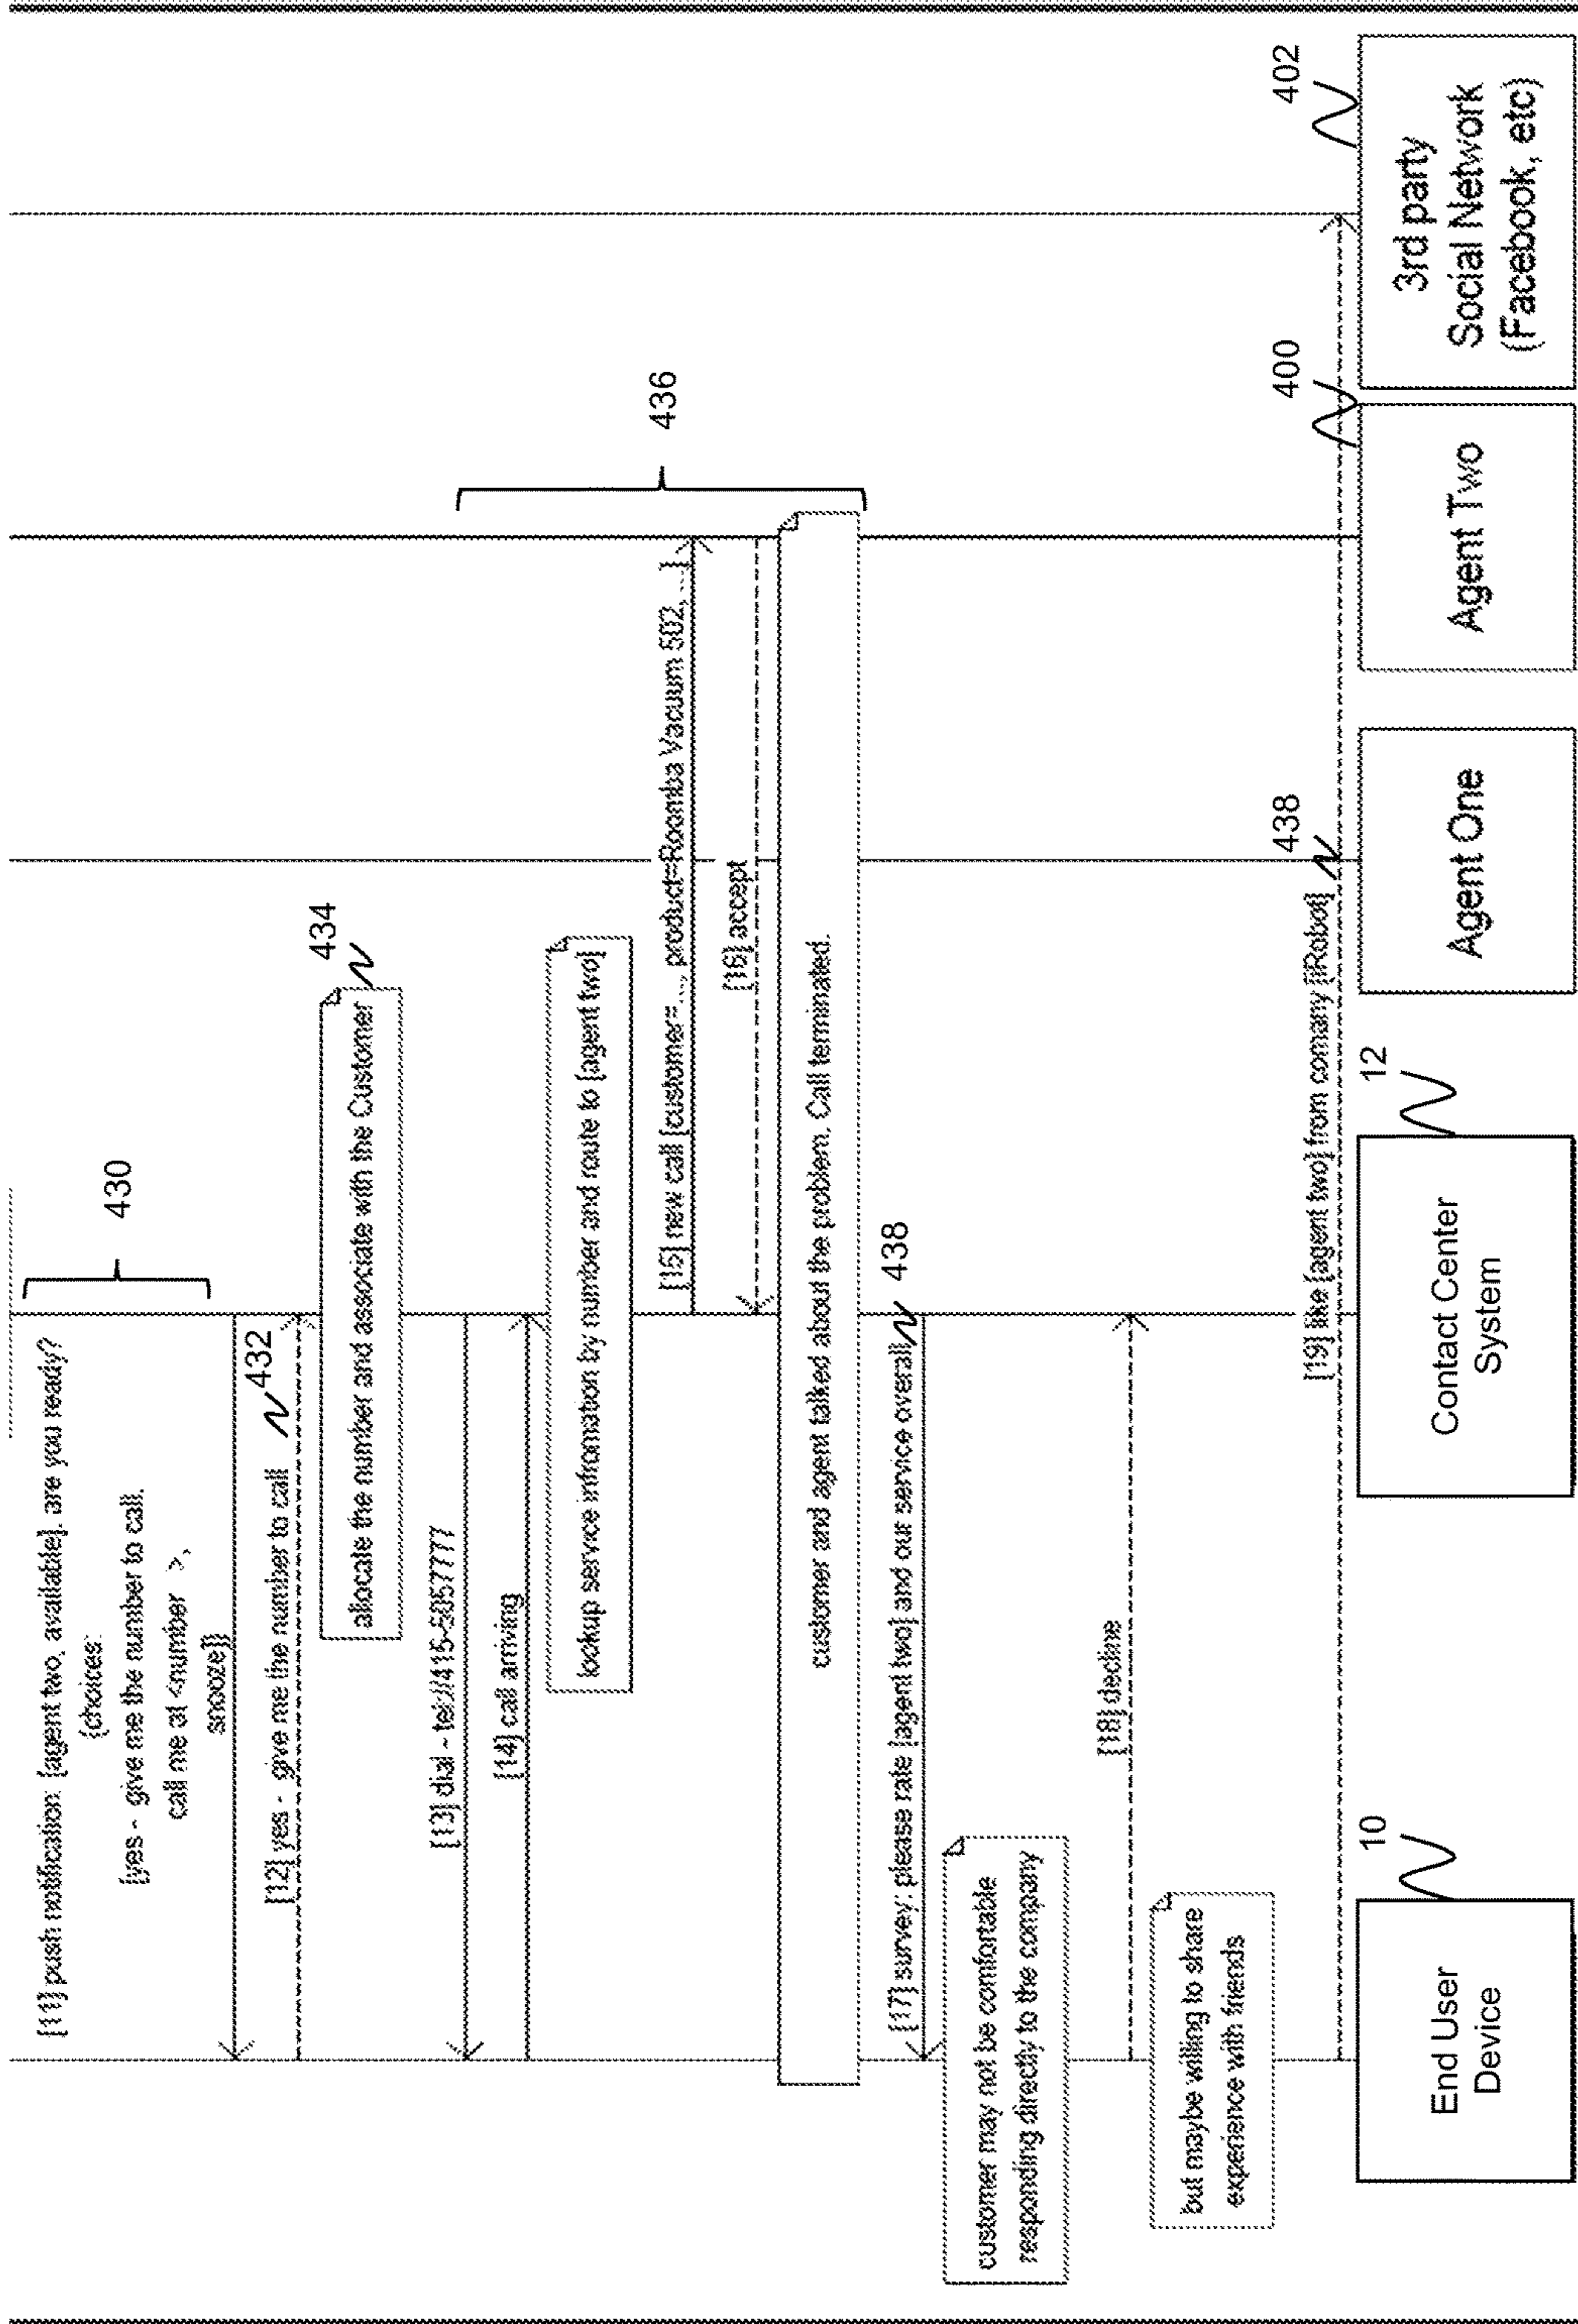 [11] push notification: [agent two, available]. are you ready?
{choices:
[yes - give me the number to call,
call me at <number >,
snooze]}
430
[12] yes - give me the number to call
432
allocate the number and associate with the Customer
434
[13] dial - tel://415-5057777
[14] call arriving
lookup service infromation by number and route to [agent two]
[15] new call [customer=..., product=Roomba Vacuum 502, ...]
[16] accept
436
customer and agent talked about the problem. Call terminated.
[17] survey: please rate [agent two] and our service overall
438
customer may not be comfortable
responding directly to the company
[18] decline
but maybe willing to share
experience with friends
[19] like [agent two] from comany [iRobot]
438
10
End User
Device
12
Contact Center
System
Agent One
400
Agent Two
402
3rd party
Social Network
(Facebook, etc)